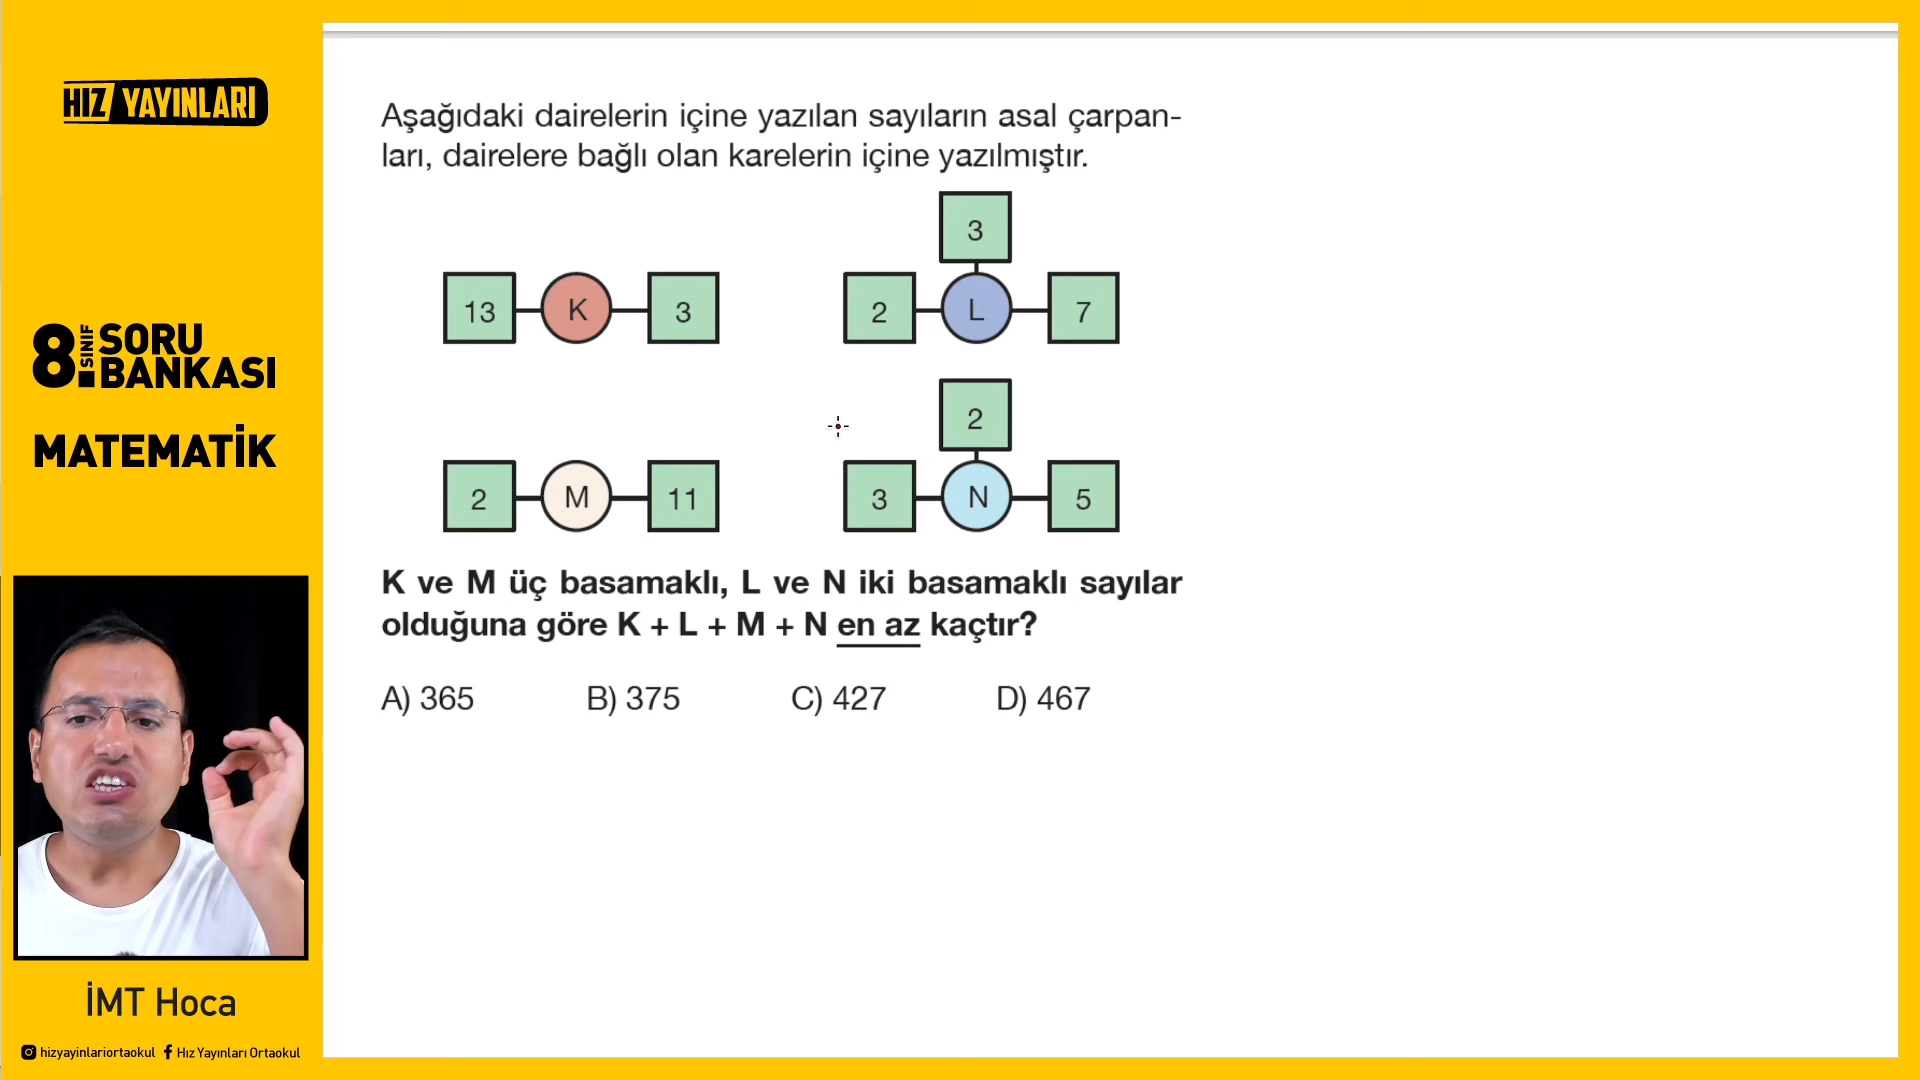 HIZ YAYINLARI
8. SINIF SORU BANKASI
MATEMATİK
İMT Hoca
hizyayinlariortaokul Hız Yayınları Ortaokul
Aşağıdaki dairelerin içine yazılan sayıların asal çarpan-
ları, dairelere bağlı olan karelerin içine yazılmıştır.
3
13 K 3
2 L 7
2
2 M 11
3 N 5
K ve M üç basamaklı, L ve N iki basamaklı sayılar
olduğuna göre K + L + M + N en az kaçtır?
A) 365 B) 375 C) 427 D) 467